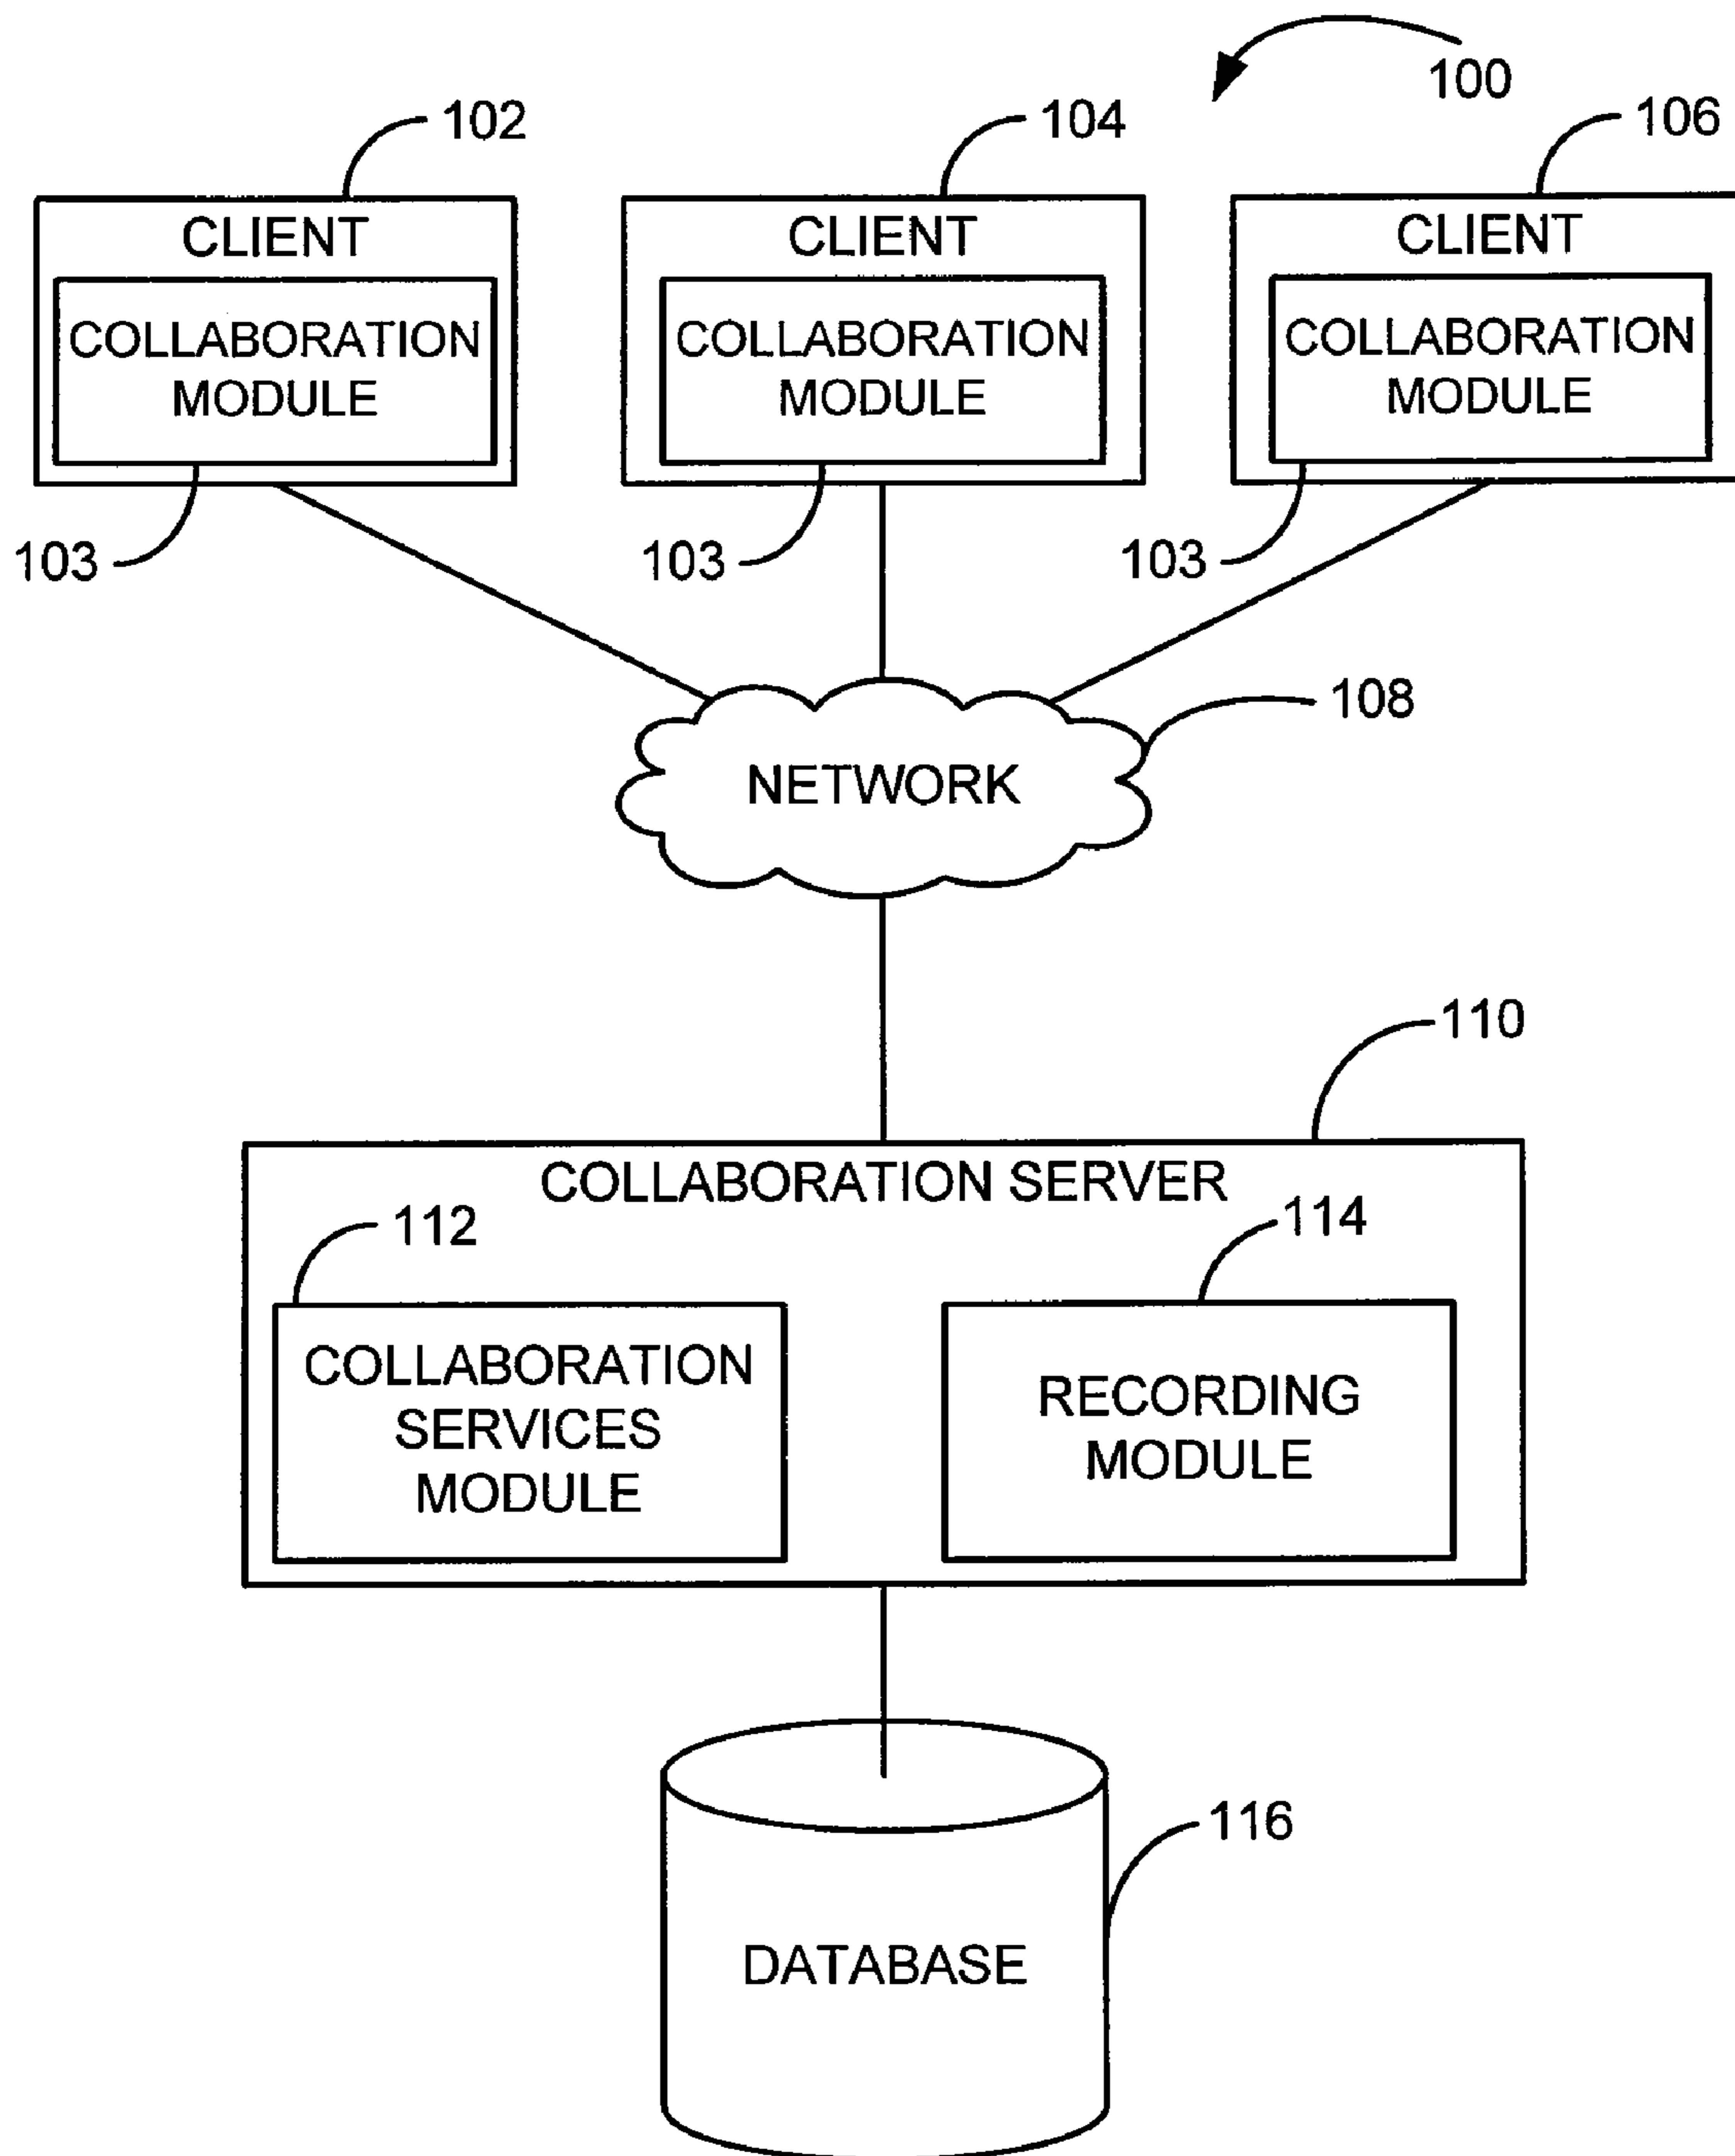 100
102
104
106
CLIENT
COLLABORATION
MODULE
CLIENT
COLLABORATION
MODULE
CLIENT
COLLABORATION
MODULE
103
103
103
108
NETWORK
110
COLLABORATION SERVER
112
114
COLLABORATION
SERVICES
MODULE
RECORDING
MODULE
116
DATABASE